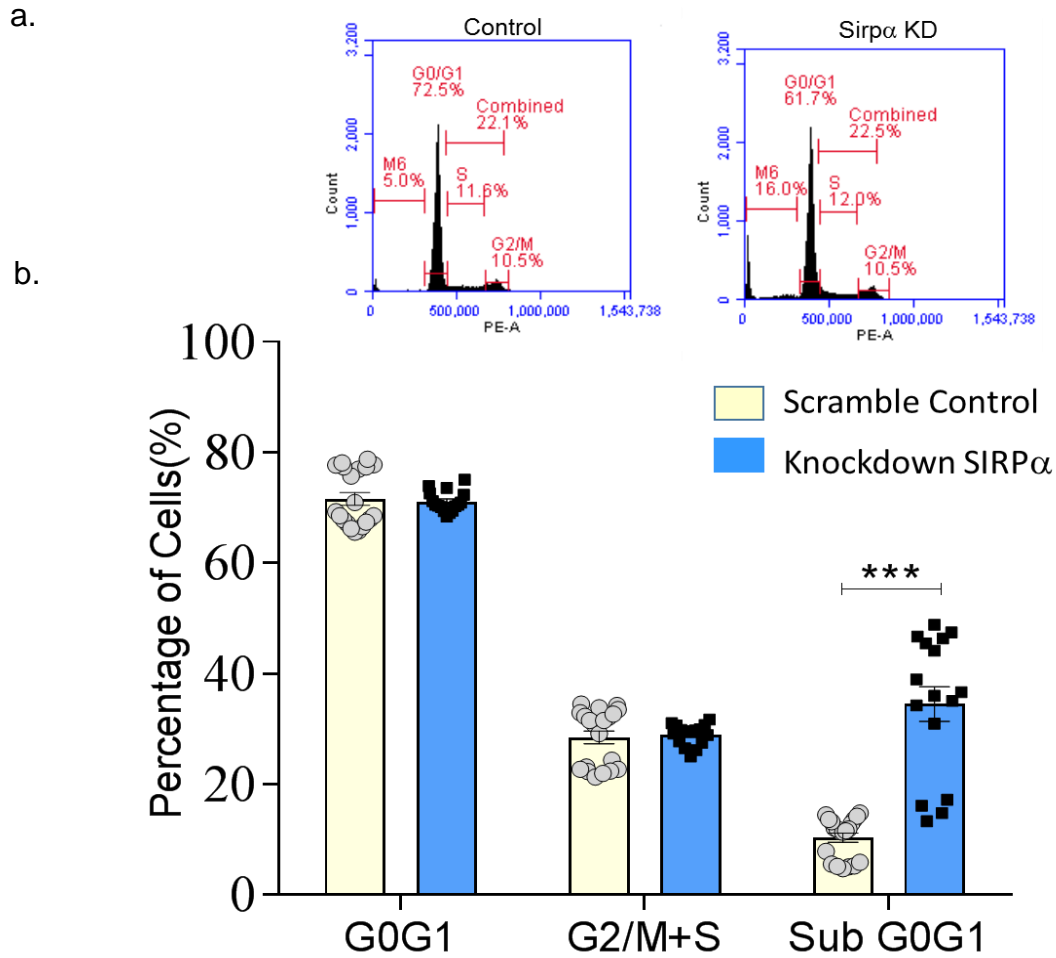 a.
Control
3,200
2,000
1,000
0
Count
G0/G1
72.5%
Combined
22.1%
M6
5.0%
S
11.6%
G2/M
10.5%
0
500,000
1,000,000
1,543,738
PE-A
Sirpα KD
3,200
2,000
1,000
0
Count
G0/G1
61.7%
Combined
22.5%
M6
16.0%
S
12.0%
G2/M
10.5%
0
500,000
1,000,000
1,543,738
PE-A
b.
Percentage of Cells(%)
100
80
60
40
20
0
Scramble Control
Knockdown SIRPα
***
G0G1
G2/M+S
Sub G0G1